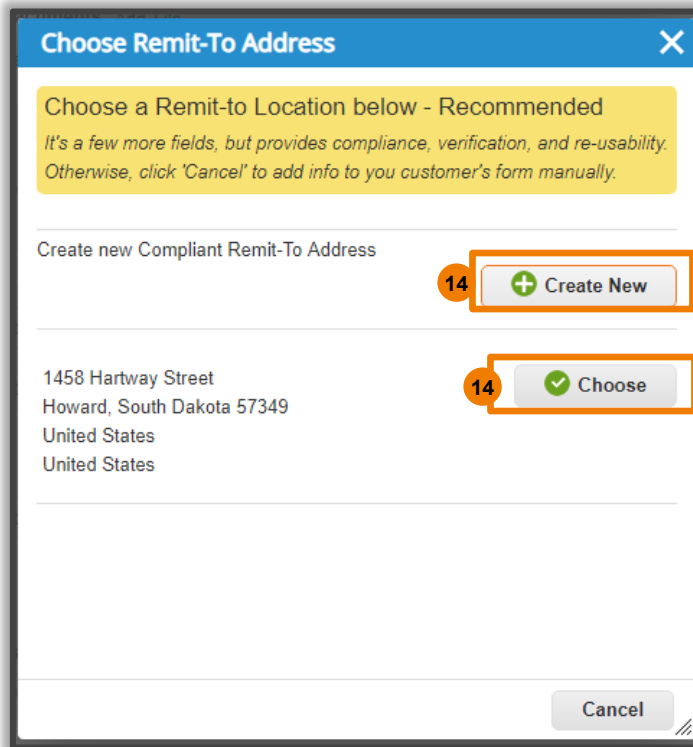 Choose Remit-To Address
Choose a Remit-to Location below - Recommended
It's a few more fields, but provides compliance, verification, and re-usability.
Otherwise, click 'Cancel' to add info to you customer's form manually.
Create new Compliant Remit-To Address
14
Create New
1458 Hartway Street
Howard, South Dakota 57349
United States
United States
14
Choose
Cancel